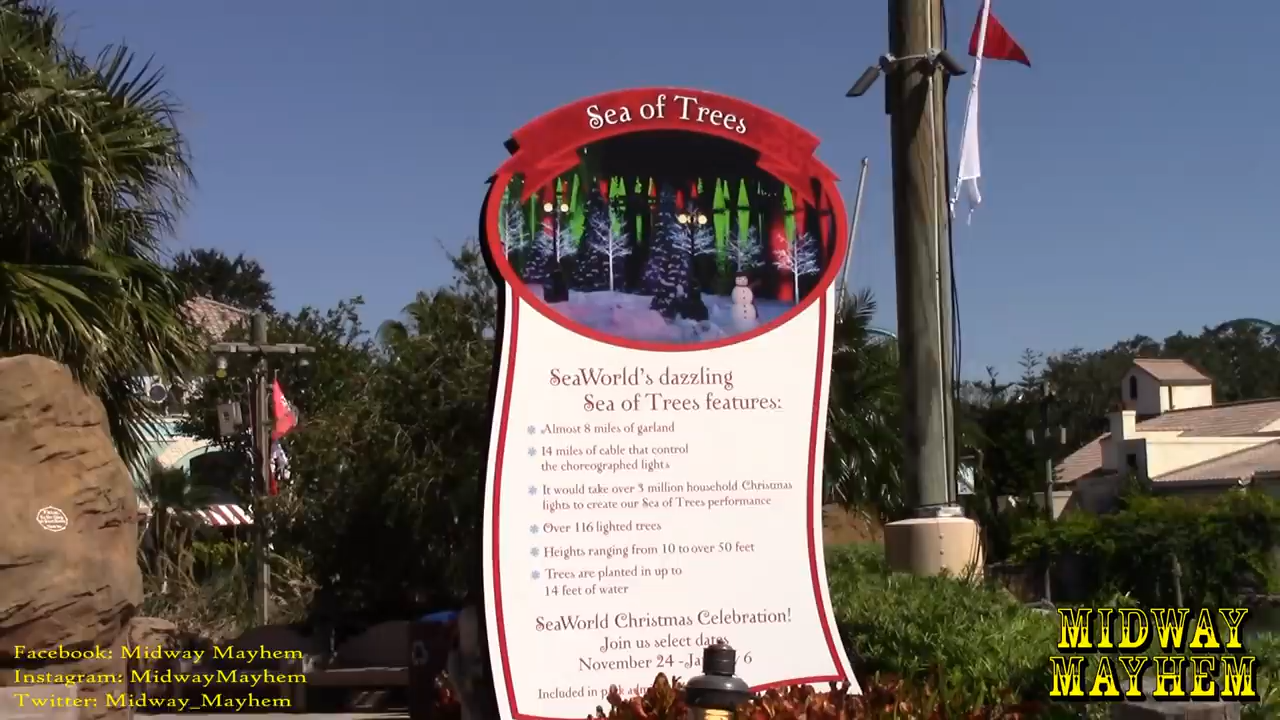 Sea of Trees
SeaWorld's dazzling
Sea of Trees features:
Almost 8 miles of garland
14 miles of cable that control
the choreographed lights
It would take over 3 million household Christmas
lights to create our Sea of Trees performance
Over 116 lighted trees
Heights ranging from 10 to over 50 feet
Trees are planted in up to
14 feet of water
SeaWorld Christmas Celebration!
Join us select dates
November 24 - 6
Included in
Facebook: Midway Mayhem
Instagram: MidwayMayhem
Twitter: Midway_Mayhem
MIDWAY
MAYHEM